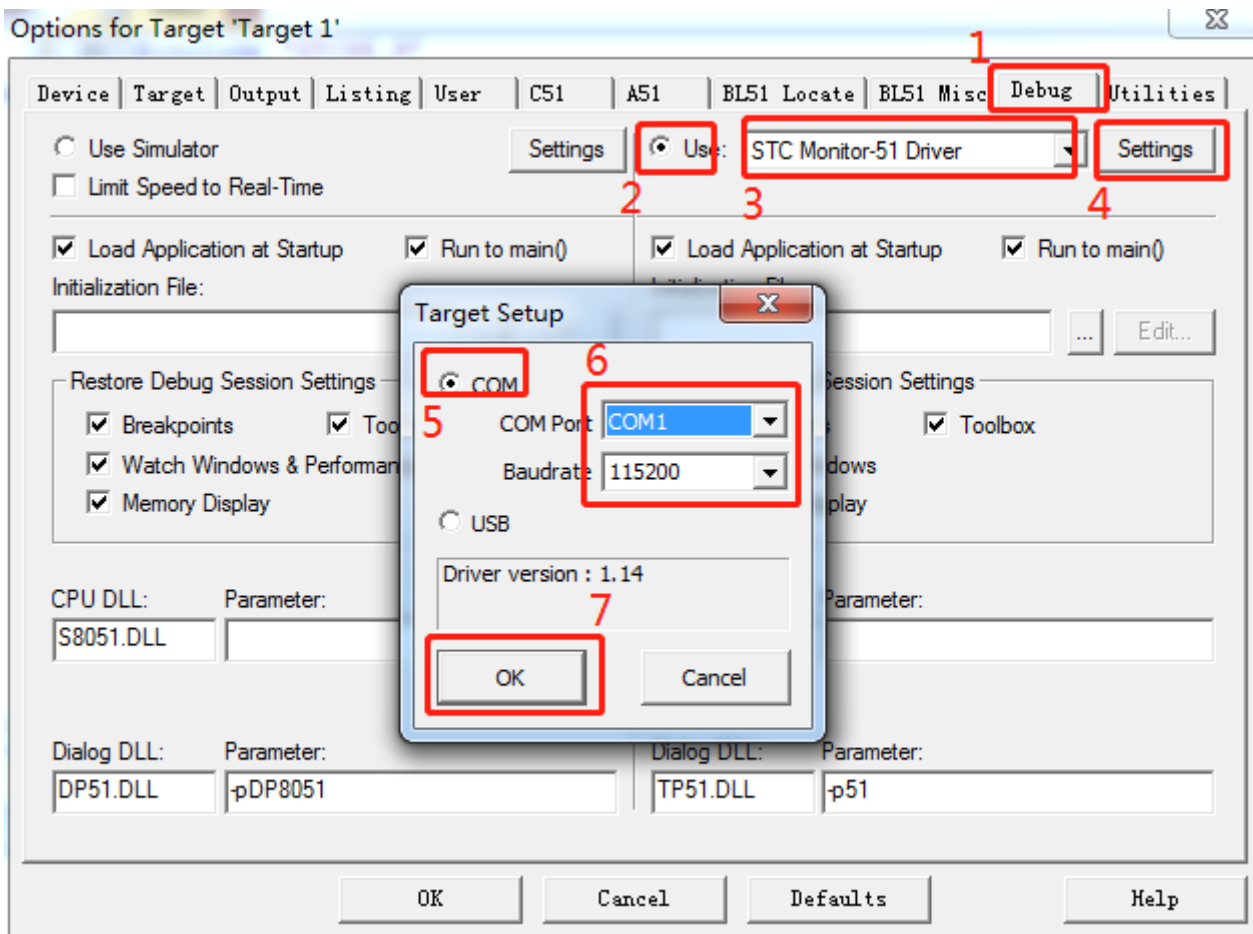 Options for Target 'Target 1'
1
Device Target Output Listing User C51 A51 BL51 Locate BL51 Misc Debug Utilities
Use Simulator Settings Use: STC Monitor-51 Driver Settings
Limit Speed to Real-Time
2 3 4
Load Application at Startup Run to main() Load Application at Startup Run to main()
Initialization File:
... Edit...
Target Setup
6
COM
5
COM Port COM1
Baudrate 115200
USB
Driver version : 1.14
7
OK Cancel
Restore Debug Session Settings Session Settings
Breakpoints Toolbox
Watch Windows & Performan
Memory Display
CPU DLL: Parameter: Parameter:
S8051.DLL
Dialog DLL: Parameter: Dialog DLL: Parameter:
DP51.DLL -pDP8051 TP51.DLL -p51
OK Cancel Defaults Help